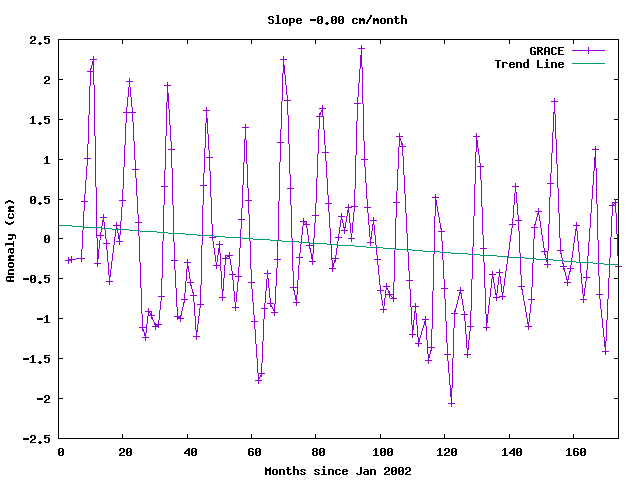 Slope -0.00 cm/month
2.5
GRACE
Trend Line
2
1.5
1
0.5
0
-0.5
-1
-1.5
-2
-2.5
Anomaly (cm)
0 20 40 60 80 100 120 140 160
Months since Jan 2002